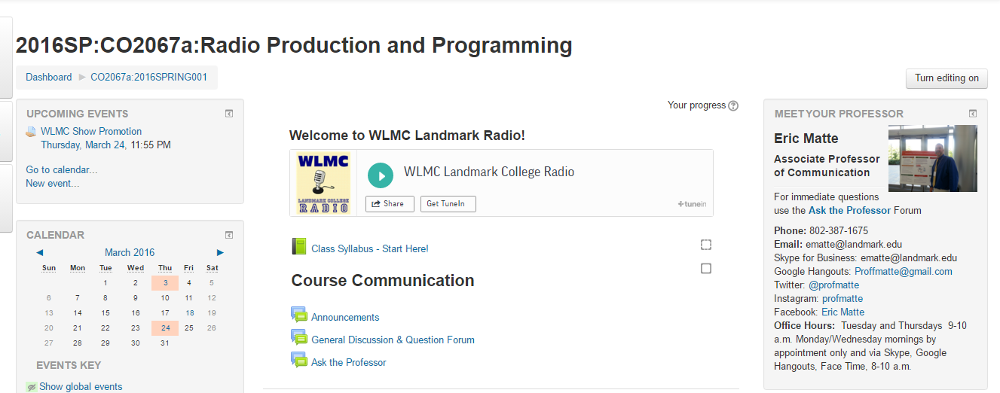 2016SP:CO2067a:Radio Production and Programming
Dashboard ▶ CO2067a:2016SPRING001
Turn editing on
UPCOMING EVENTS
WLMC Show Promotion
Thursday, March 24, 11:55 PM
Go to calendar...
New event...
CALENDAR
◀ March 2016 ▶
Sun Mon Tue Wed Thu Fri Sat
1 2 3 4 5
6 7 8 9 10 11 12
13 14 15 16 17 18 19
20 21 22 23 24 25 26
27 28 29 30 31
EVENTS KEY
Show global events
Your progress
Welcome to WLMC Landmark Radio!
WLMC
LANDMARK COLLEGE
RADIO
WLMC Landmark College Radio
Share
Get TuneIn
tunein
Class Syllabus - Start Here!
Course Communication
Announcements
General Discussion & Question Forum
Ask the Professor
MEET YOUR PROFESSOR
Eric Matte
Associate Professor
of Communication
For immediate questions
use the Ask the Professor Forum
Phone: 802-387-1675
Email: ematte@landmark.edu
Skype for Business: ematte@landmark.edu
Google Hangouts: Proffmatte@gmail.com
Twitter: @profmatte
Instagram: profmatte
Facebook: Eric Matte
Office Hours: Tuesday and Thursdays 9-10
a.m. Monday/Wednesday mornings by
appointment only and via Skype, Google
Hangouts, Face Time, 8-10 a.m.